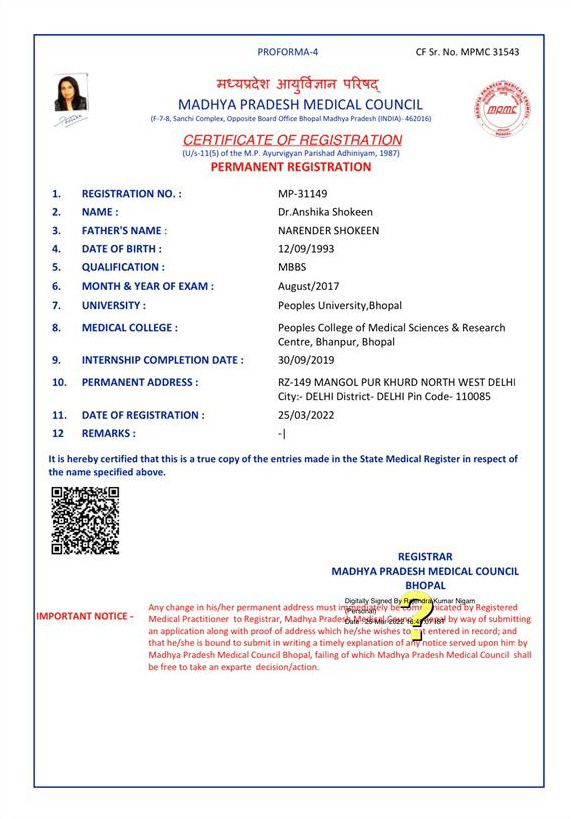 PROFORMA-4
CF Sr. No. MPMC 31543
मध्यप्रदेश आयुर्विज्ञान परिषद्
MADHYA PRADESH MEDICAL COUNCIL
(F-7-8, Sanchi Complex, Opposite Board Office Bhopal Madhya Pradesh (INDIA)- 462016)
CERTIFICATE OF REGISTRATION
(U/s-11(5) of the M.P. Ayurvigyan Parishad Adhiniyam, 1987)
PERMANENT REGISTRATION
mpmc
1. REGISTRATION NO. : MP-31149
2. NAME : Dr.Anshika Shokeen
3. FATHER'S NAME : NARENDER SHOKEEN
4. DATE OF BIRTH : 12/09/1993
5. QUALIFICATION : MBBS
6. MONTH & YEAR OF EXAM : August/2017
7. UNIVERSITY : Peoples University,Bhopal
8. MEDICAL COLLEGE : Peoples College of Medical Sciences & Research
Centre, Bhanpur, Bhopal
9. INTERNSHIP COMPLETION DATE : 30/09/2019
10. PERMANENT ADDRESS : RZ-149 MANGOL PUR KHURD NORTH WEST DELHI
City:- DELHI District- DELHI Pin Code- 110085
11. DATE OF REGISTRATION : 25/03/2022
12 REMARKS : -|
It is hereby certified that this is a true copy of the entries made in the State Medical Register in respect of
the name specified above.
REGISTRAR
MADHYA PRADESH MEDICAL COUNCIL
BHOPAL
Digitally Signed By Kumar Nigam
(Personal)
Date : 25-Mar-2022
IMPORTANT NOTICE -
Any change in his/her permanent address must immediately be by Registered
Medical Practitioner to Registrar, Madhya Pradesh Medical by way of submitting
an application along with proof of address which he/she wishes to entered in record; and
that he/she is bound to submit in writing a timely explanation of any notice served upon him by
Madhya Pradesh Medical Council Bhopal, failing of which Madhya Pradesh Medical Council shall
be free to take an exparte decision/action.